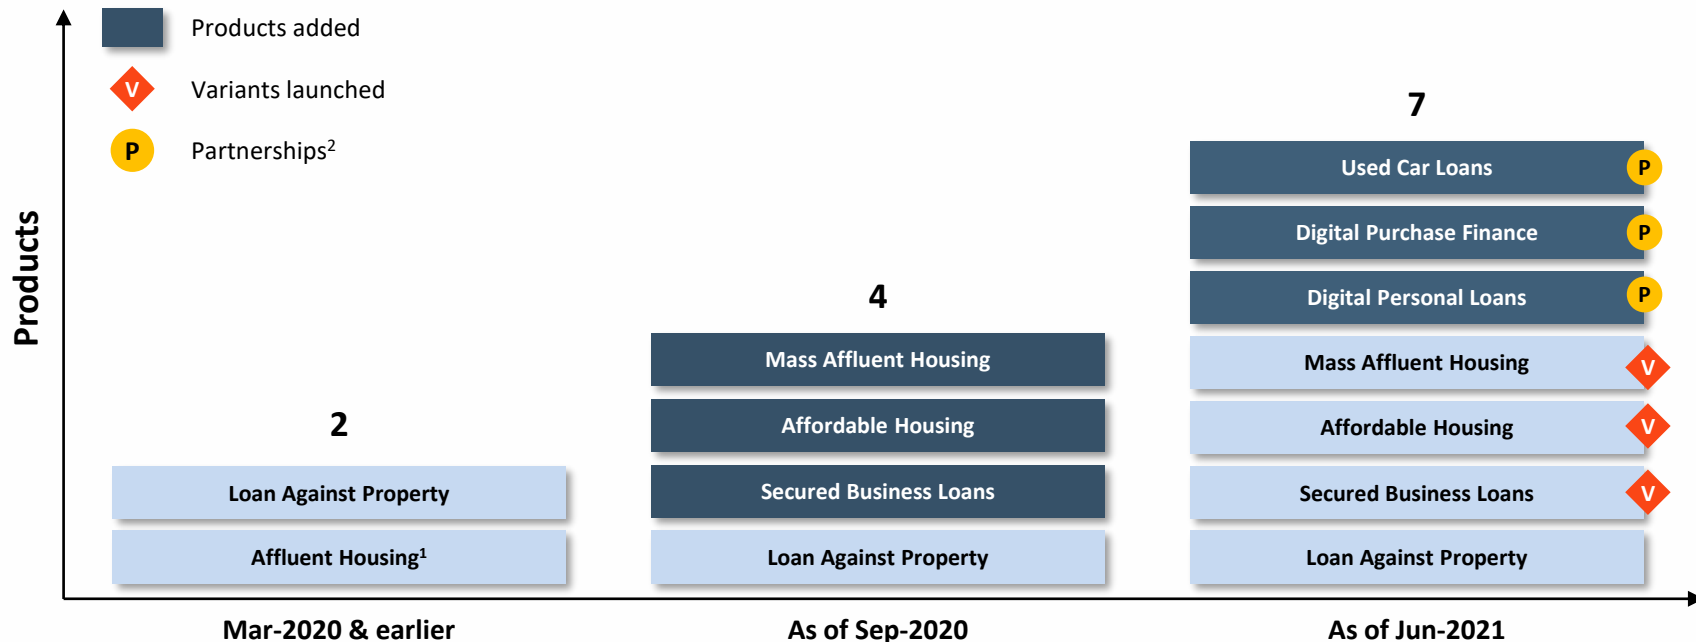 Products added
V
Variants launched
P
Partnerships2
Products
2
Loan Against Property
Affluent Housing1
Mar-2020 & earlier
4
Mass Affluent Housing
Affordable Housing
Secured Business Loans
Loan Against Property
As of Sep-2020
7
Used Car Loans
P
Digital Purchase Finance
P
Digital Personal Loans
P
Mass Affluent Housing
V
Affordable Housing
V
Secured Business Loans
V
Loan Against Property
As of Jun-2021